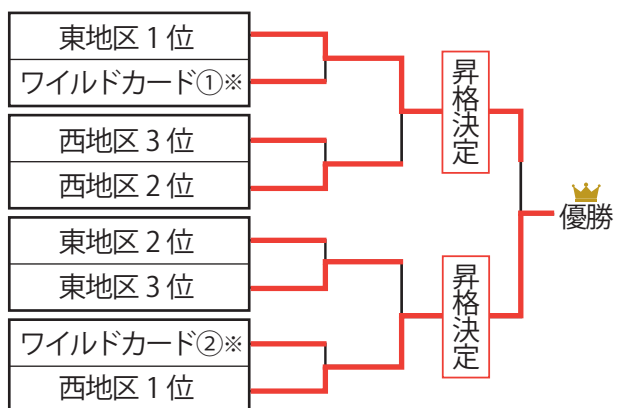 東地区1位
ワイルドカード①※
西地区3位
西地区2位
東地区2位
東地区3位
ワイルドカード②※
西地区1位
昇格決定
昇格決定
優勝